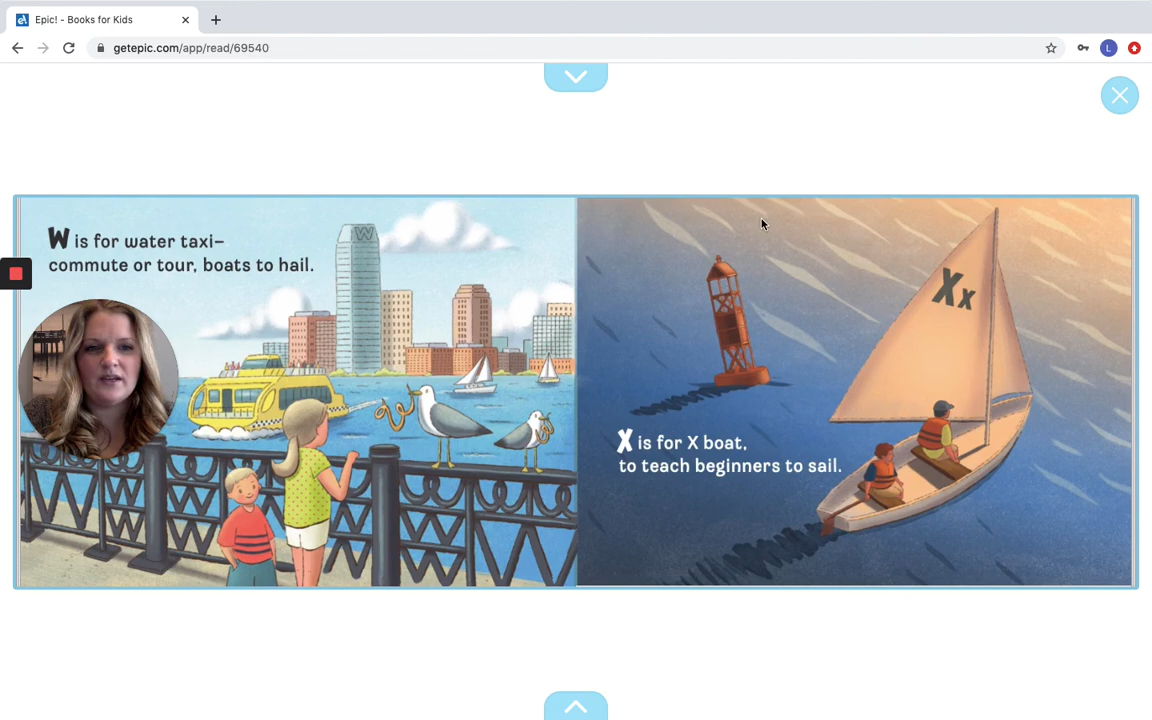 Epic! - Books for Kids
getepic.com/app/read/69540
L
W is for water taxi–
commute or tour, boats to hail.
W
Xx
X is for X boat,
to teach beginners to sail.